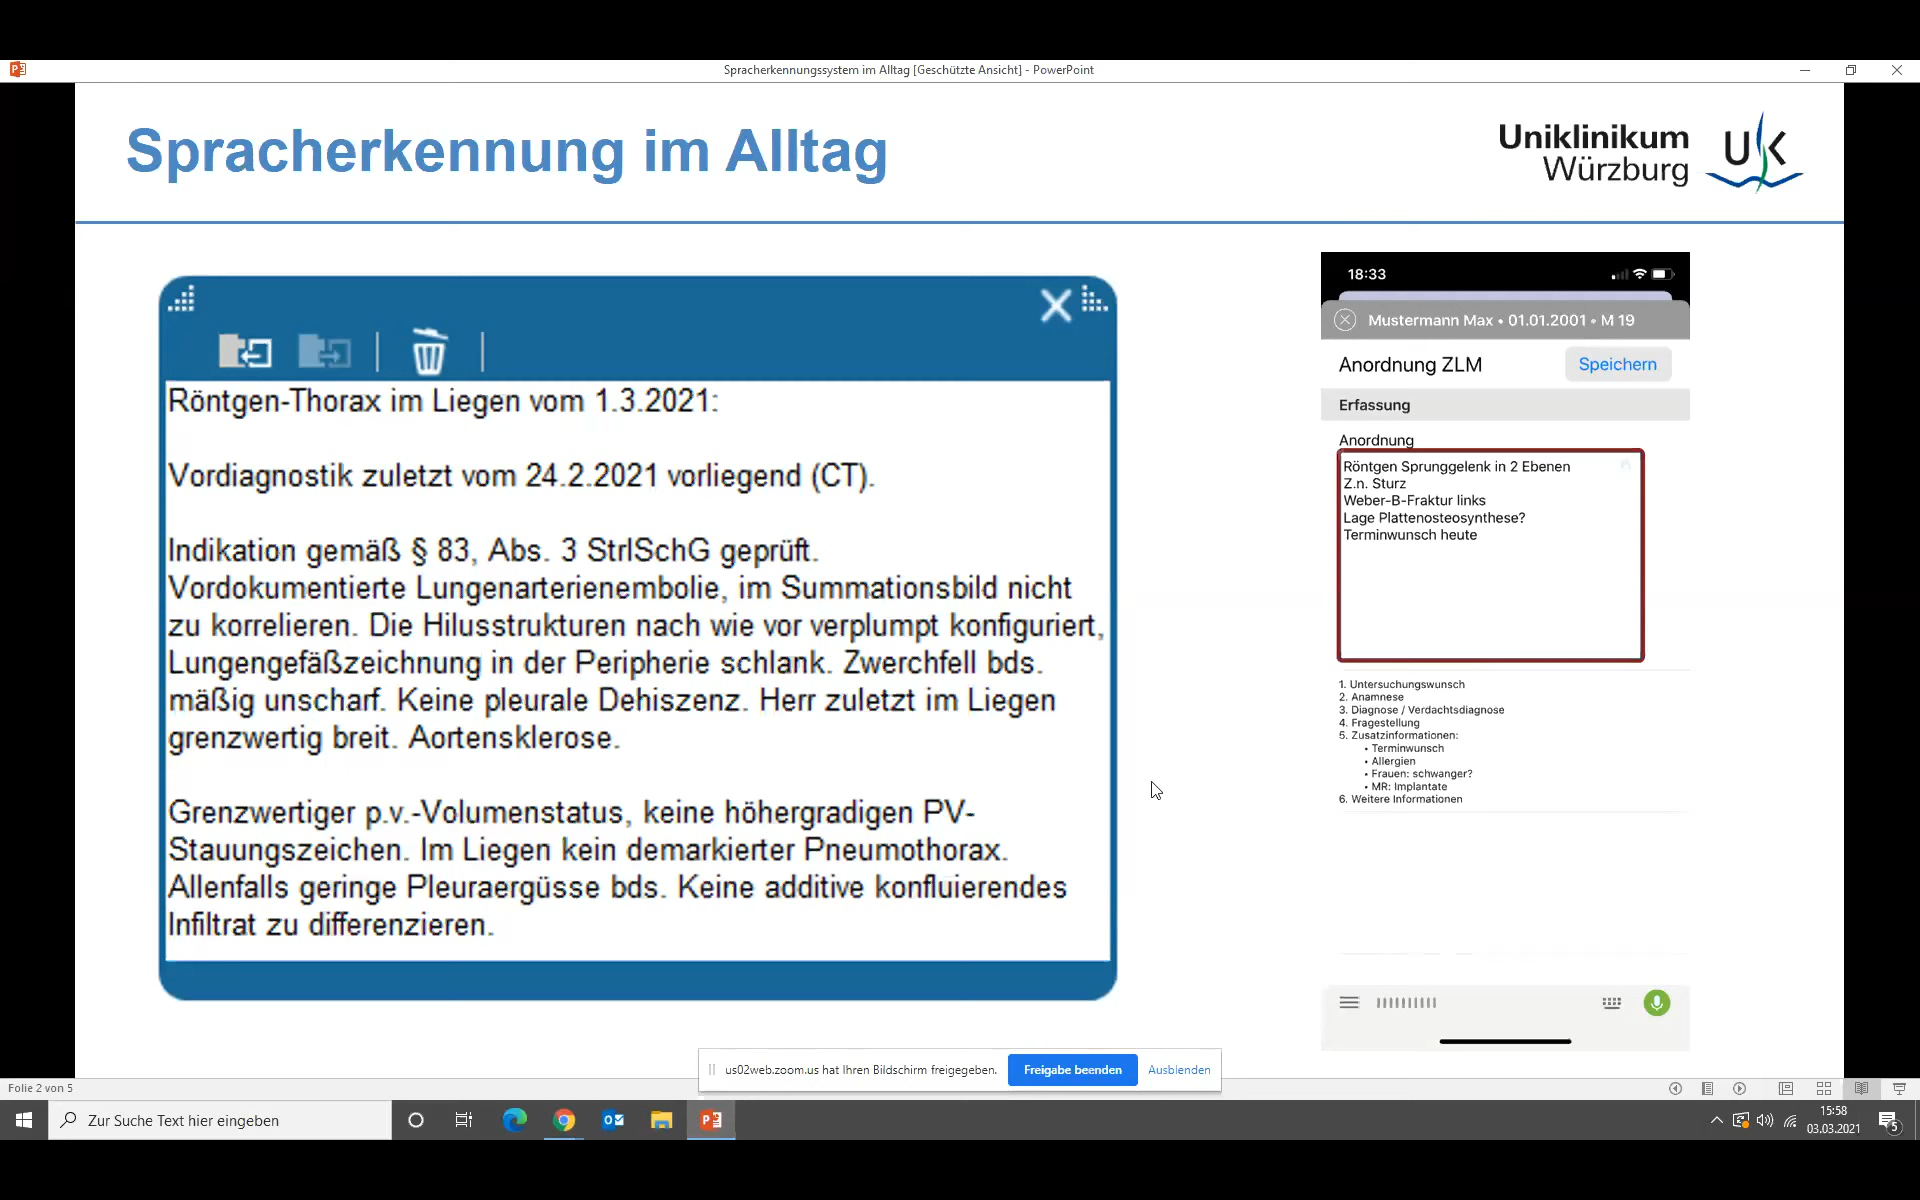 Spracherkennungssystem im Alltag [Geschützte Ansicht] - PowerPoint
Spracherkennung im Alltag
Uniklinikum
Würzburg
UK
Röntgen-Thorax im Liegen vom 1.3.2021:
Vordiagnostik zuletzt vom 24.2.2021 vorliegend (CT).
Indikation gemäß § 83, Abs. 3 StrlSchG geprüft.
Vordokumentierte Lungenarterienembolie, im Summationsbild nicht
zu korrelieren. Die Hilusstrukturen nach wie vor verplumpt konfiguriert,
Lungengefäßzeichnung in der Peripherie schlank. Zwerchfell bds.
mäßig unscharf. Keine pleurale Dehiszenz. Herr zuletzt im Liegen
grenzwertig breit. Aortensklerose.
Grenzwertiger p.v.-Volumenstatus, keine höhergradigen PV-
Stauungszeichen. Im Liegen kein demarkierter Pneumothorax.
Allenfalls geringe Pleuraergüsse bds. Keine additive konfluierendes
Infiltrat zu differenzieren.
18:33
Mustermann Max • 01.01.2001 • M 19
Anordnung ZLM
Speichern
Erfassung
Anordnung
Röntgen Sprunggelenk in 2 Ebenen
Z.n. Sturz
Weber-B-Fraktur links
Lage Plattenosteosynthese?
Terminwunsch heute
1. Untersuchungswunsch
2. Anamnese
3. Diagnose / Verdachtsdiagnose
4. Fragestellung
5. Zusatzinformationen:
• Terminwunsch
• Allergien
• Frauen: schwanger?
• MR: Implantate
6. Weitere Informationen
us02web.zoom.us hat Ihren Bildschirm freigegeben.
Freigabe beenden
Ausblenden
Folie 2 von 5
Zur Suche Text hier eingeben
15:58
03.03.2021
5